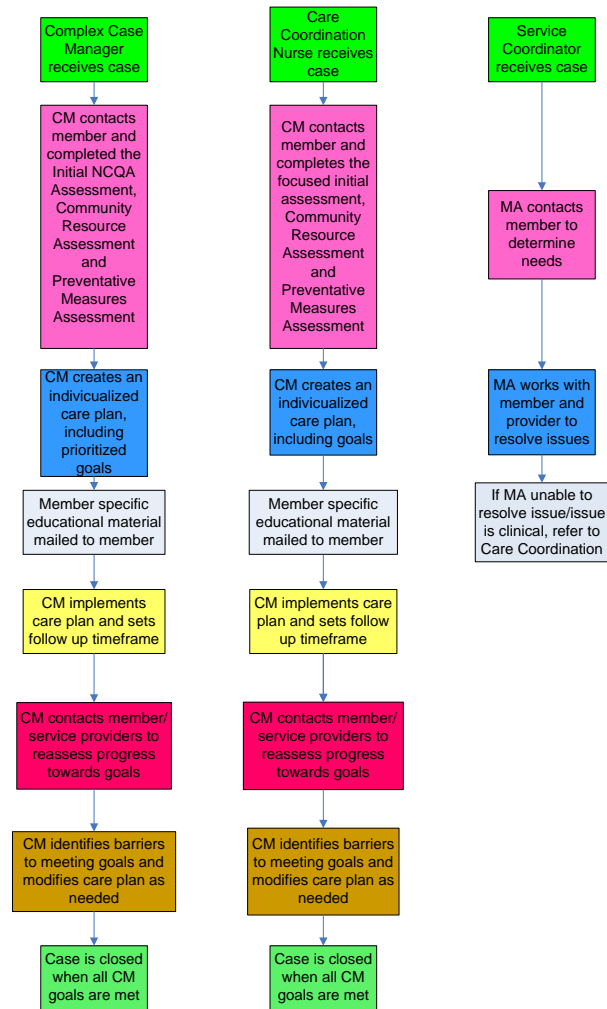 Complex Case
Manager
receives case
CM contacts
member and
completed the
Initial NCQA
Assessment,
Community
Resource
Assessment
and
Preventative
Measures
Assessment
CM creates an
indivicualized
care plan,
including
prioritized
goals
Member specific
educational material
mailed to member
CM implements
care plan and sets
follow up timeframe
CM contacts member/
service providers to
reassess progress
towards goals
CM identifies barriers
to meeting goals and
modifies care plan as
needed
Case is closed
when all CM
goals are met
Care
Coordination
Nurse receives
case
CM contacts
member and
completes the
focused initial
assessment,
Community
Resource
Assessment
and
Preventative
Measures
Assessment
CM creates an
indivicualized
care plan,
including goals
Member specific
educational material
mailed to member
CM implements
care plan and sets
follow up timeframe
CM contacts member/
service providers to
reassess progress
towards goals
CM identifies barriers
to meeting goals and
modifies care plan as
needed
Case is closed
when all CM
goals are met
Service
Coordinator
receives case
MA contacts
member to
determine
needs
MA works with
member and
provider to
resolve issues
If MA unable to
resolve issue/issue
is clinical, refer to
Care Coordination